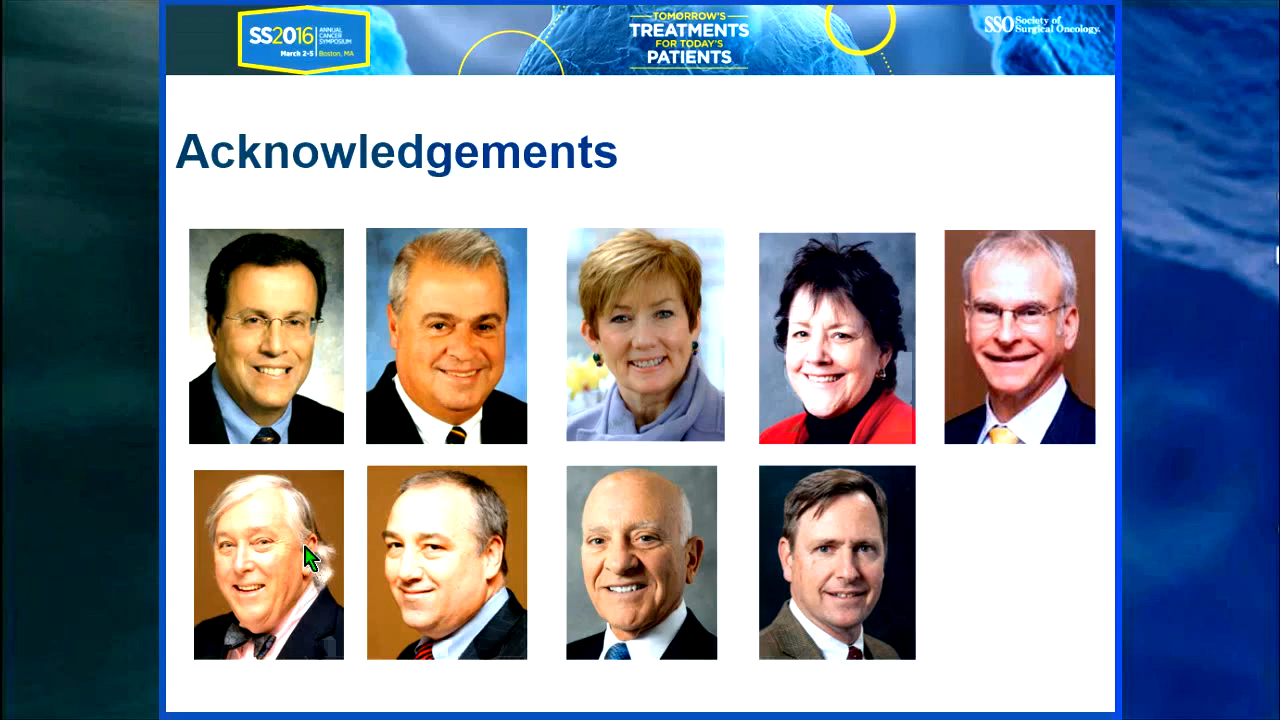 SS2016
ANNUAL
CANCER
SYMPOSIUM
March 2-5 | Boston, MA
TOMORROW'S
TREATMENTS
FOR TODAY'S
PATIENTS
SSO Society of
Surgical Oncology.
Acknowledgements